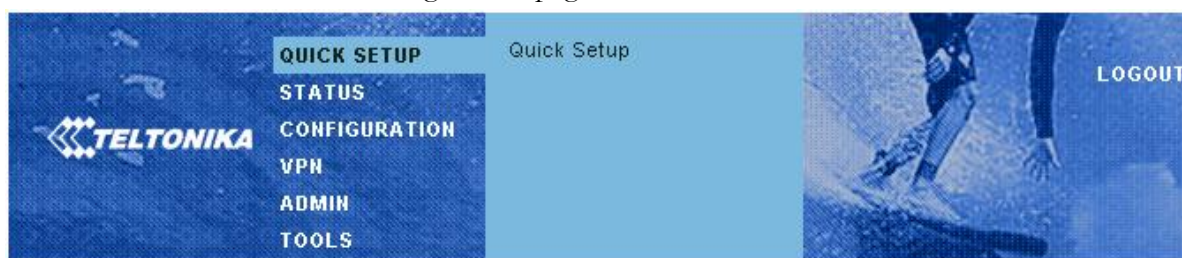 QUICK SETUP
Quick Setup
LOGOUT
STATUS
TELTONIKA
CONFIGURATION
VPN
ADMIN
TOOLS